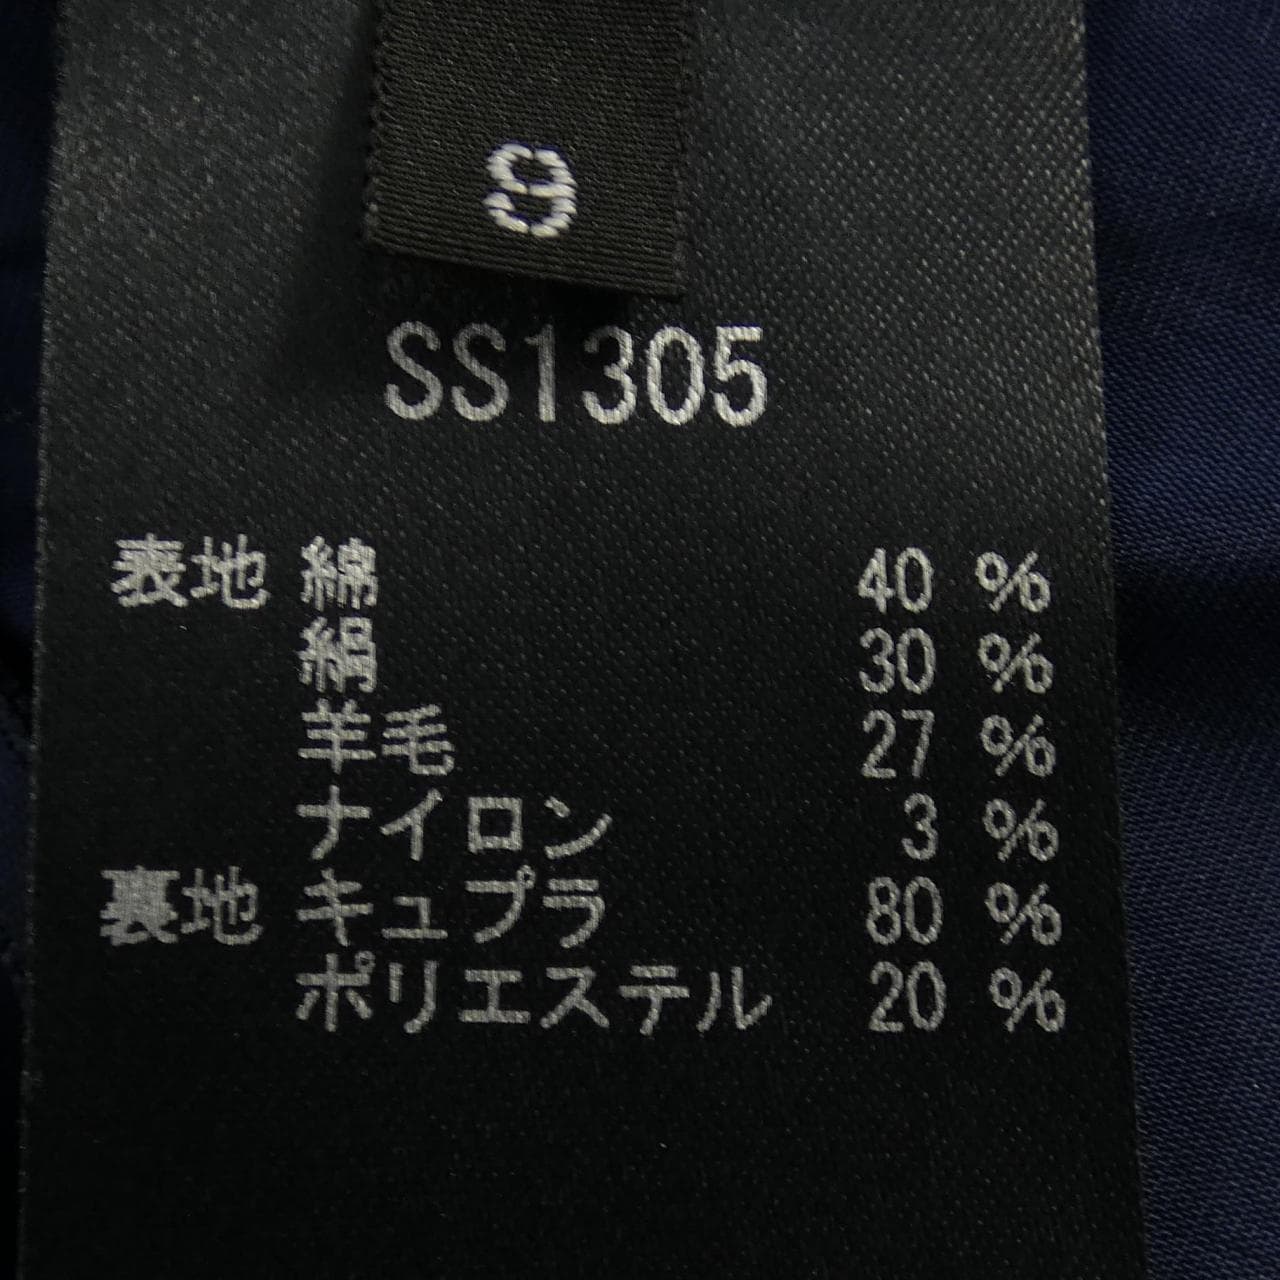 9
SS1305
表地 綿 40 %
絹 30 %
羊毛 27 %
ナイロン 3 %
裏地 キュプラ 80 %
ポリエステル 20 %